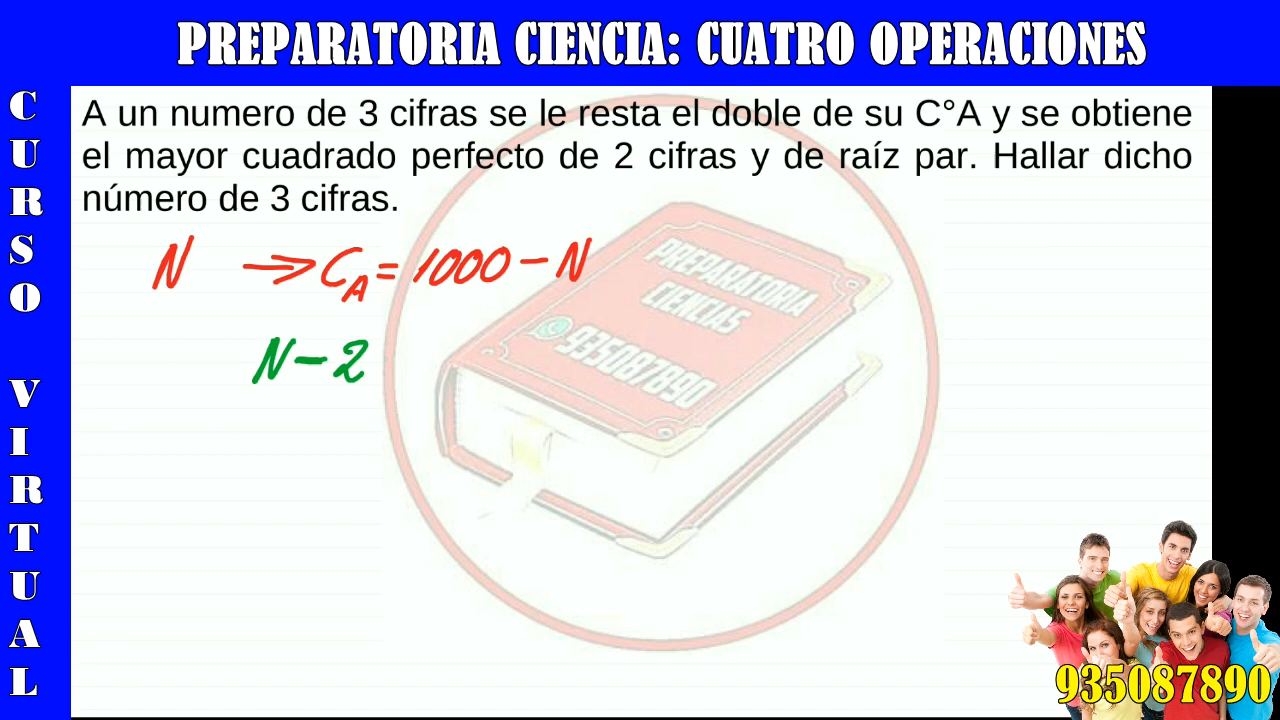 PREPARATORIA CIENCIA: CUATRO OPERACIONES
CURSO VIRTUAL
A un numero de 3 cifras se le resta el doble de su C°A y se obtiene
el mayor cuadrado perfecto de 2 cifras y de raíz par. Hallar dicho
número de 3 cifras.
N → C_A = 1000 - N
N - 2
PREPARATORIA
CIENCIAS
935087890
935087890